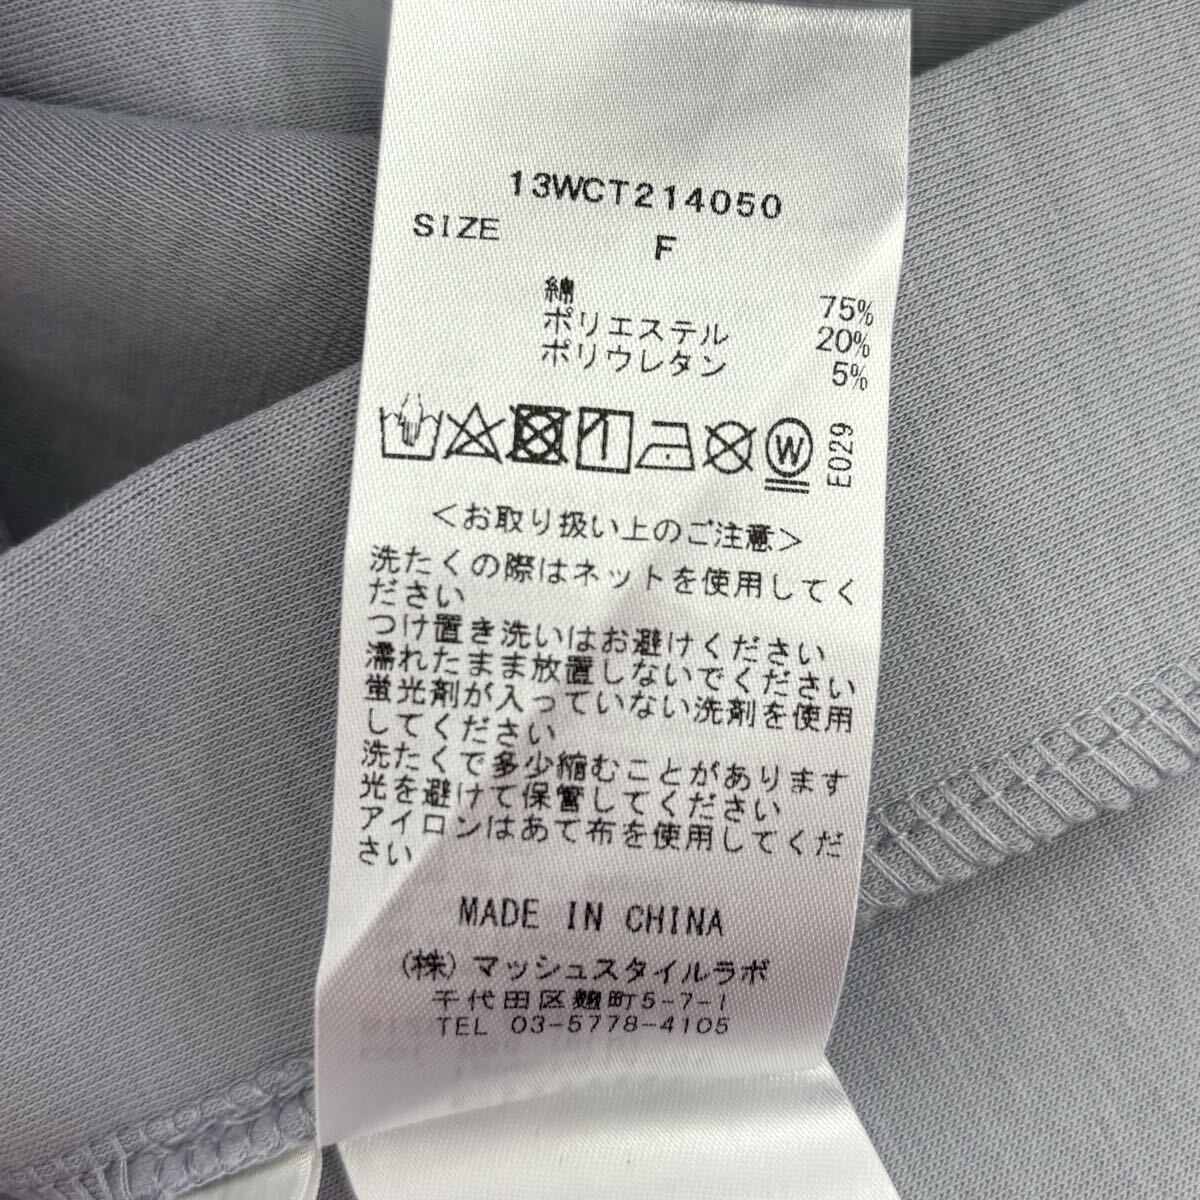 13WCT214050
SIZE F
綿 75%
ポリエステル 20%
ポリウレタン 5%
W
E029
＜お取り扱い上のご注意＞
洗たくの際はネットを使用してく
ださい
つけ置き洗いはお避けください
濡れたまま放置しないでください
蛍光剤が入っていない洗剤を使用
してください
洗たくで多少縮むことがあります
光を避けて保管してください
アイロンはあて布を使用してくだ
さい
MADE IN CHINA
(株)マッシュスタイルラボ
千代田区麹町5-7-1
TEL 03-5778-4105